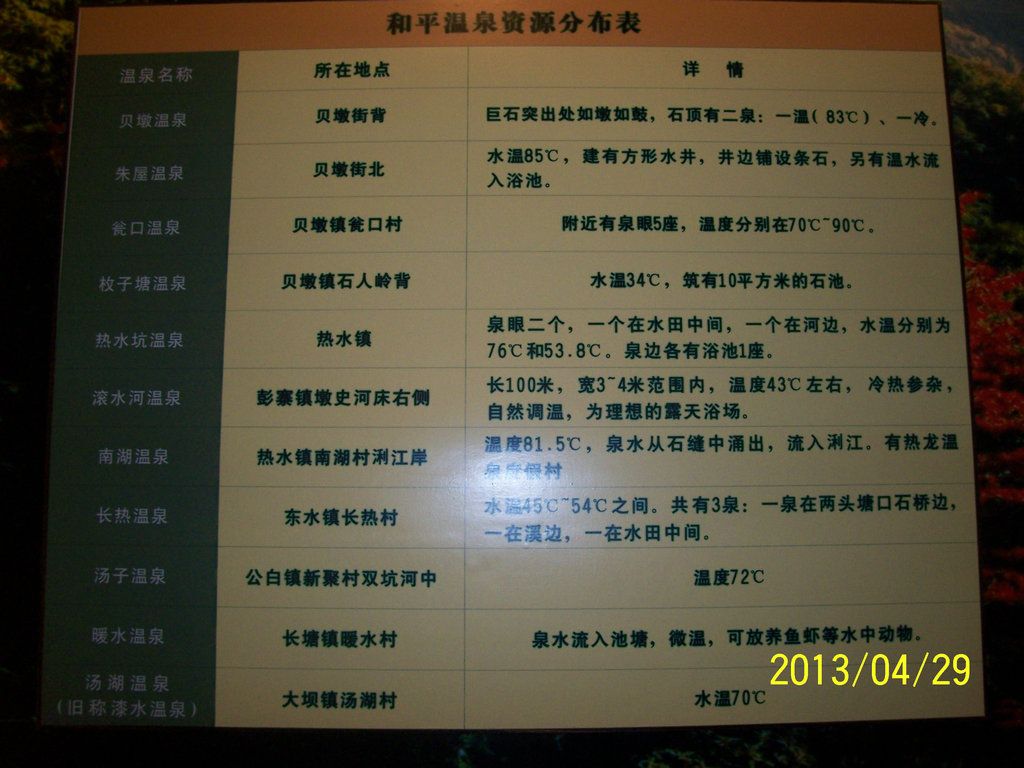 和平温泉资源分布表
温泉名称 所在地点 详 情
贝墩温泉 贝墩街背 巨石突出处如墩如鼓，石顶有二泉：一温（83℃）、一冷。
朱屋温泉 贝墩街北 水温85℃，建有方形水井，井边铺设条石，另有温水流
入浴池。
瓮口温泉 贝墩镇瓮口村 附近有泉眼5座，温度分别在70℃~90℃。
枚子塘温泉 贝墩镇石人岭背 水温34℃，筑有10平方米的石池。
热水坑温泉 热水镇 泉眼二个，一个在水田中间，一个在河边，水温分别为
76℃和53.8℃。泉边各有浴池1座。
滚水河温泉 彭寨镇墩史河床右侧 长100米，宽3~4米范围内，温度43℃左右，冷热参杂，
自然调温，为理想的露天浴场。
南湖温泉 热水镇南湖村浰江岸 温度81.5℃，泉水从石缝中涌出，流入浰江。有热龙温
泉度假村
长热温泉 东水镇长热村 水温45℃~54℃之间。共有3泉：一泉在两头塘口石桥边，
一在溪边，一在水田中间。
汤子温泉 公白镇新聚村双坑河中 温度72℃
暖水温泉 长塘镇暖水村 泉水流入池塘，微温，可放养鱼虾等水中动物。
汤湖温泉
（旧称漆水温泉） 大坝镇汤湖村 水温70℃
2013/04/29